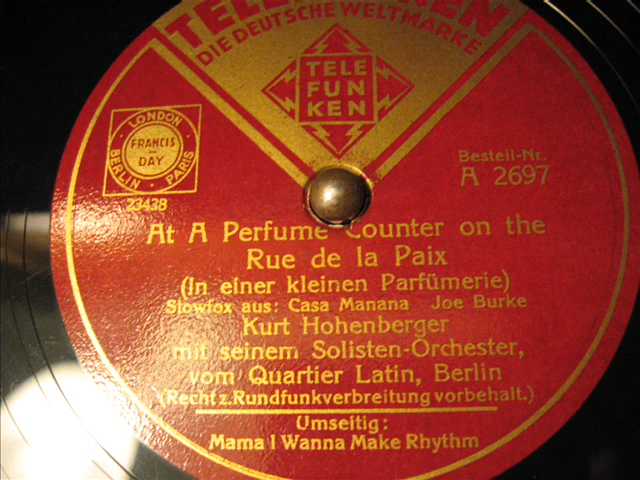 TELEFUNKEN
DIE DEUTSCHE WELTMARKE
TELE
FUN
KEN
LONDON
FRANCIS-
DAY
BERLIN · PARIS
23438
Bestell-Nr.
A 2697
At A Perfume Counter on the
Rue de la Paix
(In einer kleinen Parfümerie)
Slowfox aus: Casa Manana Joe Burke
Kurt Hohenberger
mit seinem Solisten-Orchester,
vom Quartier Latin, Berlin
(Recht z. Rundfunkverbreitung vorbehalt.)
Umseitig:
Mama I Wanna Make Rhythm